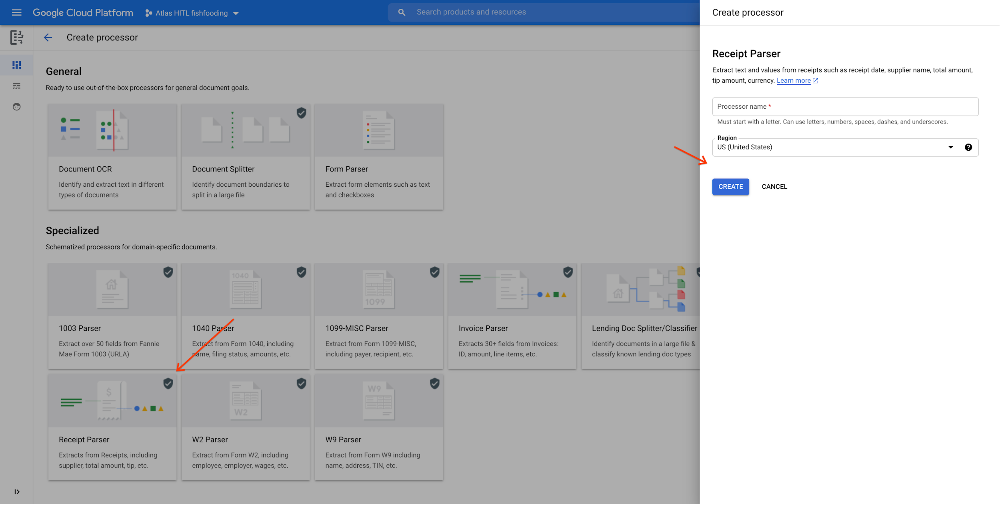 Google Cloud Platform
Atlas HITL fishfooding
Search products and resources
Create processor
General
Ready to use out-of-the-box processors for general document goals.
Document OCR
Identify and extract text in different
types of documents
Document Splitter
Identify document boundaries to
split in a large file
Form Parser
Extract form elements such as text
and checkboxes
Specialized
Schematized processors for domain-specific documents.
1003 Parser
Extract over 50 fields from Fannie
Mae Form 1003 (URLA)
1040
1040 Parser
Extract from Form 1040, including
name, filing status, amounts, etc.
1099
1099-MISC Parser
Extract from Form 1099-MISC,
including payer, recipient, etc.
Invoice Parser
Extracts 30+ fields from Invoices:
ID, amount, line items, etc.
Lending Doc Splitter/Classifier
Identify documents in a large file &
classify known lending doc types
$
Receipt Parser
Extracts from Receipts, including
supplier, total amount, tip, etc.
W2
W2 Parser
Extract from Form W2, including
employee, employer, wages, etc.
W9
W9 Parser
Extract from Form W9 including
name, address, TIN, etc.
Create processor
Receipt Parser
Extract text and values from receipts such as receipt date, supplier name, total amount,
tip amount, currency. Learn more
Processor name *
Must start with a letter. Can use letters, numbers, spaces, dashes, and underscores.
Region
US (United States)
?
CREATE
CANCEL